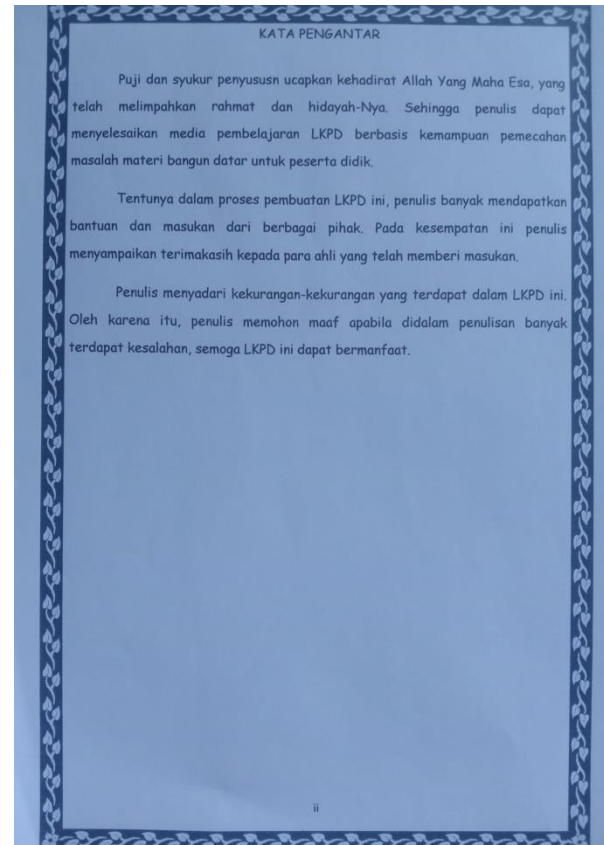 KATA PENGANTAR
Puji dan syukur penyususn ucapkan kehadirat Allah Yang Maha Esa, yang
telah melimpahkan rahmat dan hidayah-Nya. Sehingga penulis dapat
menyelesaikan media pembelajaran LKPD berbasis kemampuan pemecahan
masalah materi bangun datar untuk peserta didik.
Tentunya dalam proses pembuatan LKPD ini, penulis banyak mendapatkan
bantuan dan masukan dari berbagai pihak. Pada kesempatan ini penulis
menyampaikan terimakasih kepada para ahli yang telah memberi masukan.
Penulis menyadari kekurangan-kekurangan yang terdapat dalam LKPD ini.
Oleh karena itu, penulis memohon maaf apabila didalam penulisan banyak
terdapat kesalahan, semoga LKPD ini dapat bermanfaat.
ii